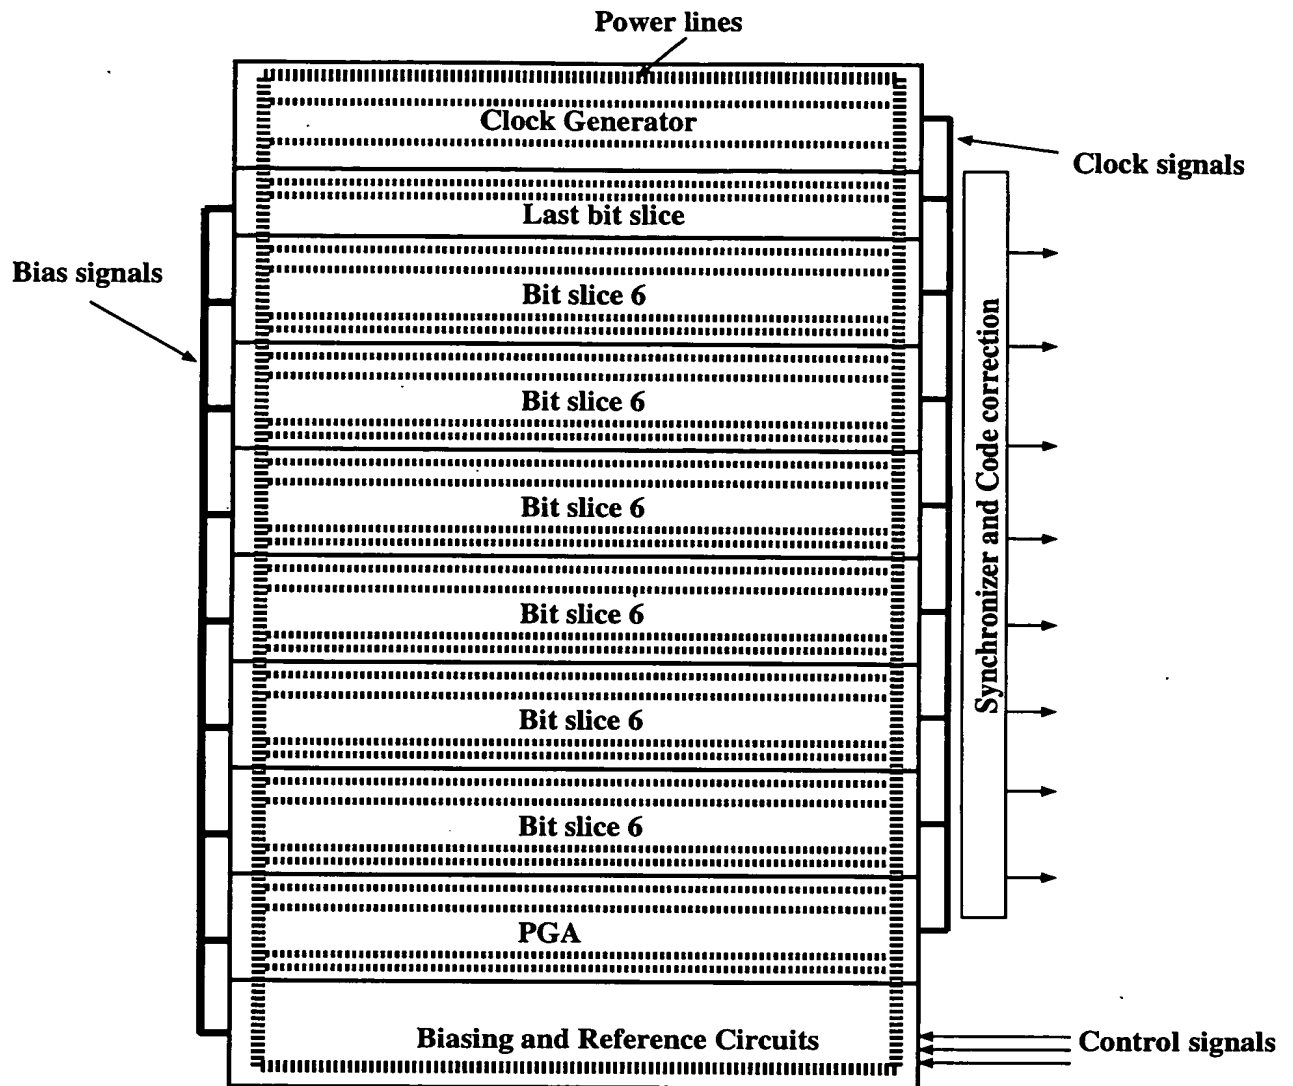 Power lines
Clock Generator
Clock signals
Last bit slice
Bias signals
Bit slice 6
Bit slice 6
Bit slice 6
Bit slice 6
Bit slice 6
Bit slice 6
Synchronizer and Code correction
PGA
Biasing and Reference Circuits
Control signals